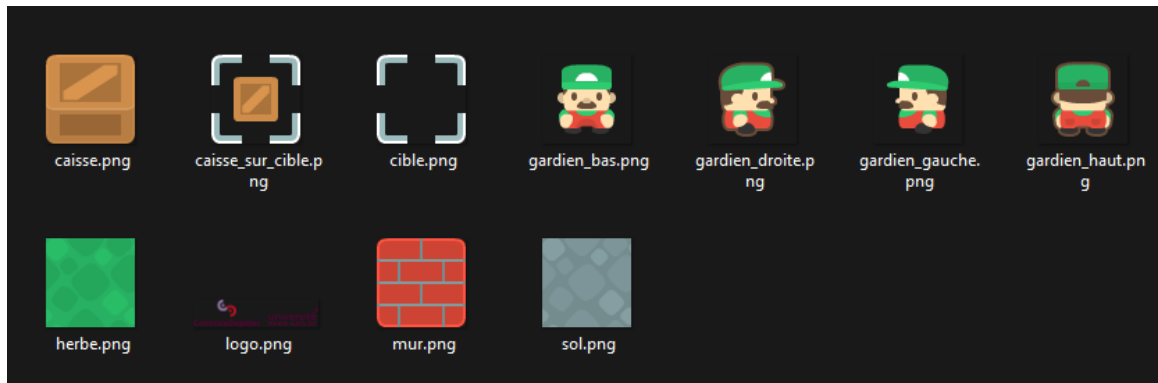 caisse.png
caisse_sur_cible.p
ng
cible.png
gardien_bas.png
gardien_droite.p
ng
gardien_gauche.
png
gardien_haut.pn
g
herbe.png
logo.png
mur.png
sol.png